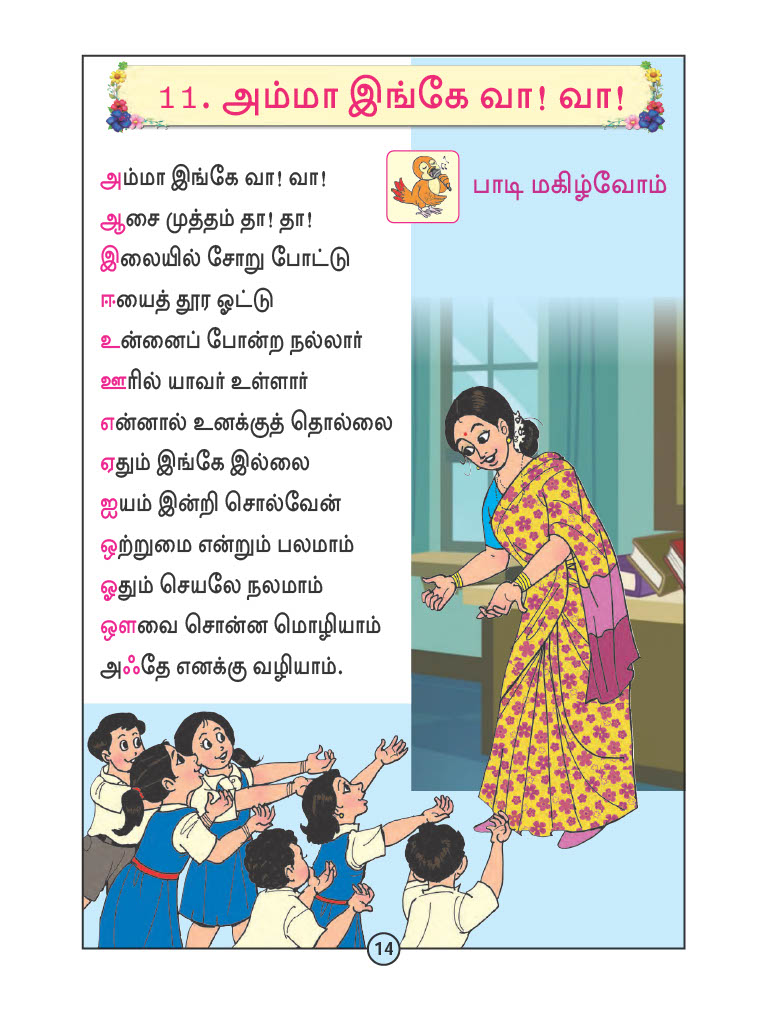 11. அம்மா இங்கே வா! வா!
பாடி மகிழ்வோம்
அம்மா இங்கே வா! வா!
ஆசை முத்தம் தா! தா!
இலையில் சோறு போட்டு
ஈயைத் தூர ஓட்டு
உன்னைப் போன்ற நல்லார்
ஊரில் யாவர் உள்ளார்
என்னால் உனக்குத் தொல்லை
ஏதும் இங்கே இல்லை
ஐயம் இன்றி சொல்வேன்
ஒற்றுமை என்றும் பலமாம்
ஓதும் செயலே நலமாம்
ஔவை சொன்ன மொழியாம்
அஃதே எனக்கு வழியாம்.
14